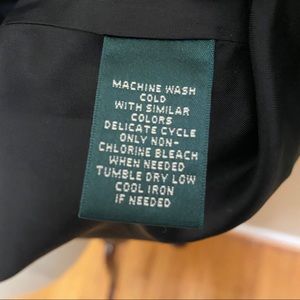 MACHINE WASH
COLD
WITH SIMILAR
COLORS
DELICATE CYCLE
ONLY NON-
CHLORINE BLEACH
WHEN NEEDED
TUMBLE DRY LOW
COOL IRON
IF NEEDED